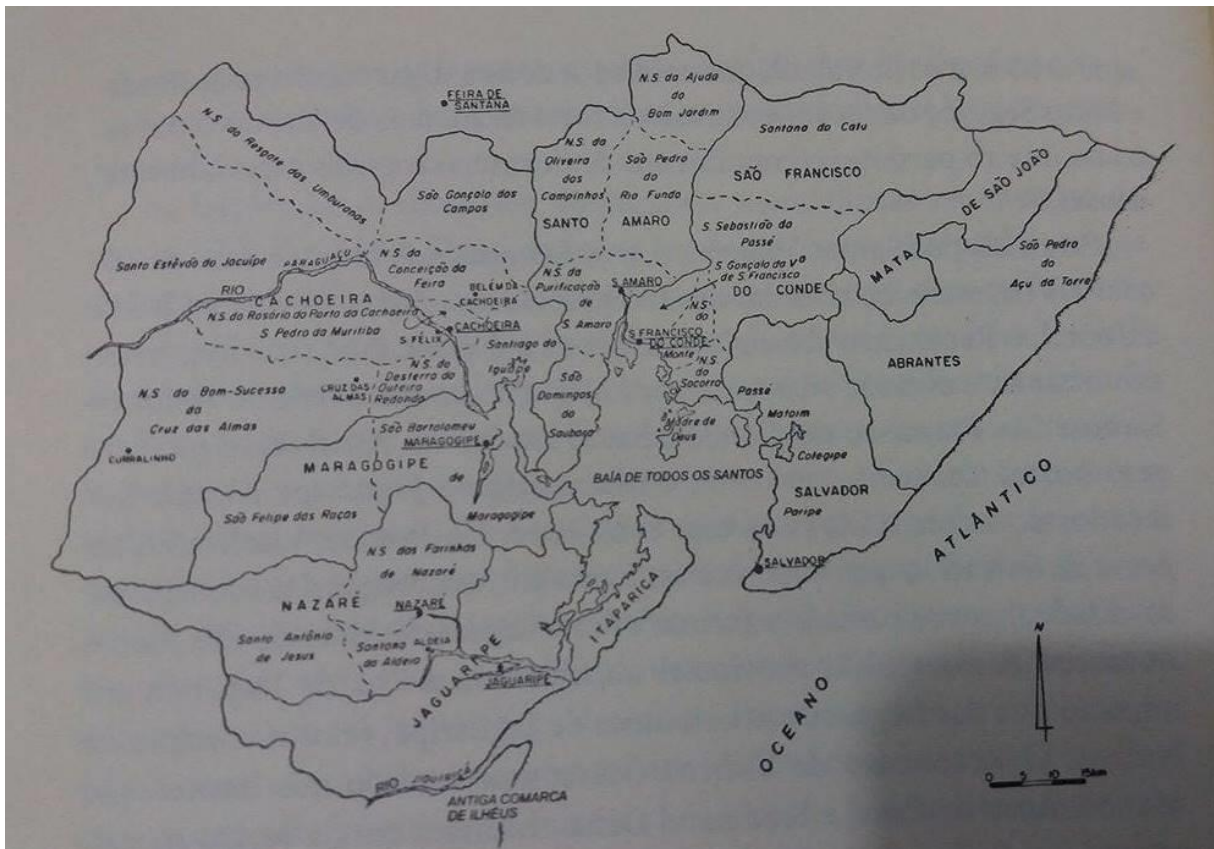 N.S. da Ajuda
do
Bom Jardim
FEIRA DE
SANTANA
N.S. do Resgate das Umburanas
Santana do Catu
SÃO FRANCISCO
N.S. da
Oliveira
dos
Campinhos
SANTO
São Pedro
do
Rio Fundo
AMARO
São Gonçalo dos
Campos
DE SÃO JOÃO
MATA
S. Sebastião do
Passé
São Pedro
do
Açu da Torre
Santo Estêvão do Jacuípe
PARAGUAÇU
RIO
N.S. da
Conceição da
Feira
BELÉM DA
CACHOEIRA
N.S. da
Purificação
de
S. Amaro
S. AMARO
S. Gonçalo da Vª
de S. Francisco
DO CONDE
CACHOEIRA
N.S. do Rosário do Porto da Cachoeira
S. Pedro da Muritiba
S. FÉLIX
CACHOEIRA
Santiago do
Iguape
S. FRANCISCO
DO CONDE
N.S. do
Monte
N.S.
do
Socorro
ABRANTES
N.S. do
Desterro do
Outeiro
Redondo
CRUZ DAS
ALMAS
N.S. do Bom-Sucesso
da
Cruz das Almas
CURRALINHO
São
Domingos
da
Saubara
Madre de
Deus
Passé
Matoim
Cotegipe
São Bartolomeu
MARAGOGIPE
MARAGOGIPE
de
Maragogipe
BAÍA DE TODOS OS SANTOS
SALVADOR
Paripe
SALVADOR
São Felipe das Roças
N.S. das Farinhas
de Nazaré
NAZARÉ
NAZARÉ
ITAPARICA
Santo Antônio
de Jesus
Santana
da Aldeia
ALDEIA
JAGUARIPE
JAGUARIPE
OCEANO
ATLÂNTICO
N
RIO
ANTIGA COMARCA
DE ILHÉUS
0 5 10 15km